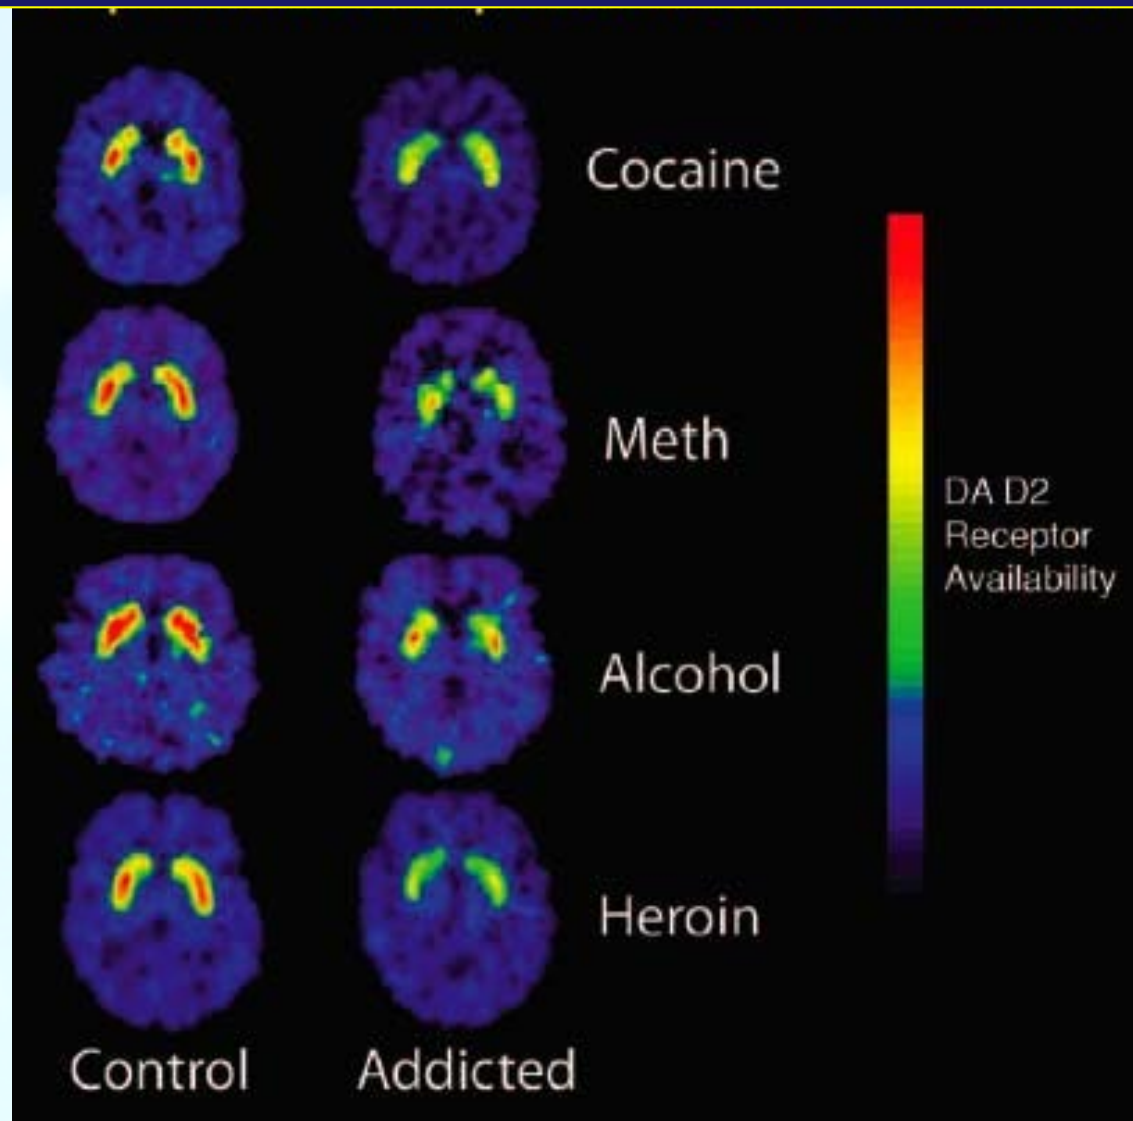 Cocaine
Meth
DA D2
Receptor
Availability
Alcohol
Heroin
Control Addicted